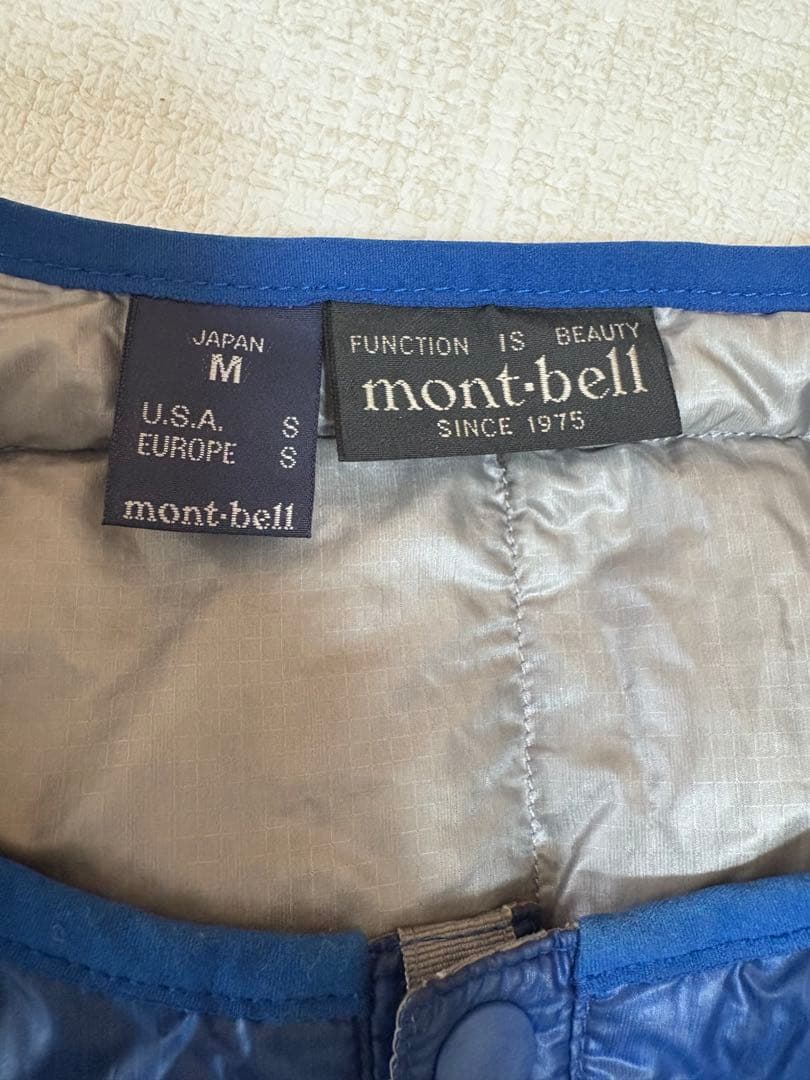 JAPAN
M
U.S.A. S
EUROPE S
mont-bell
FUNCTION IS BEAUTY
mont-bell
SINCE 1975